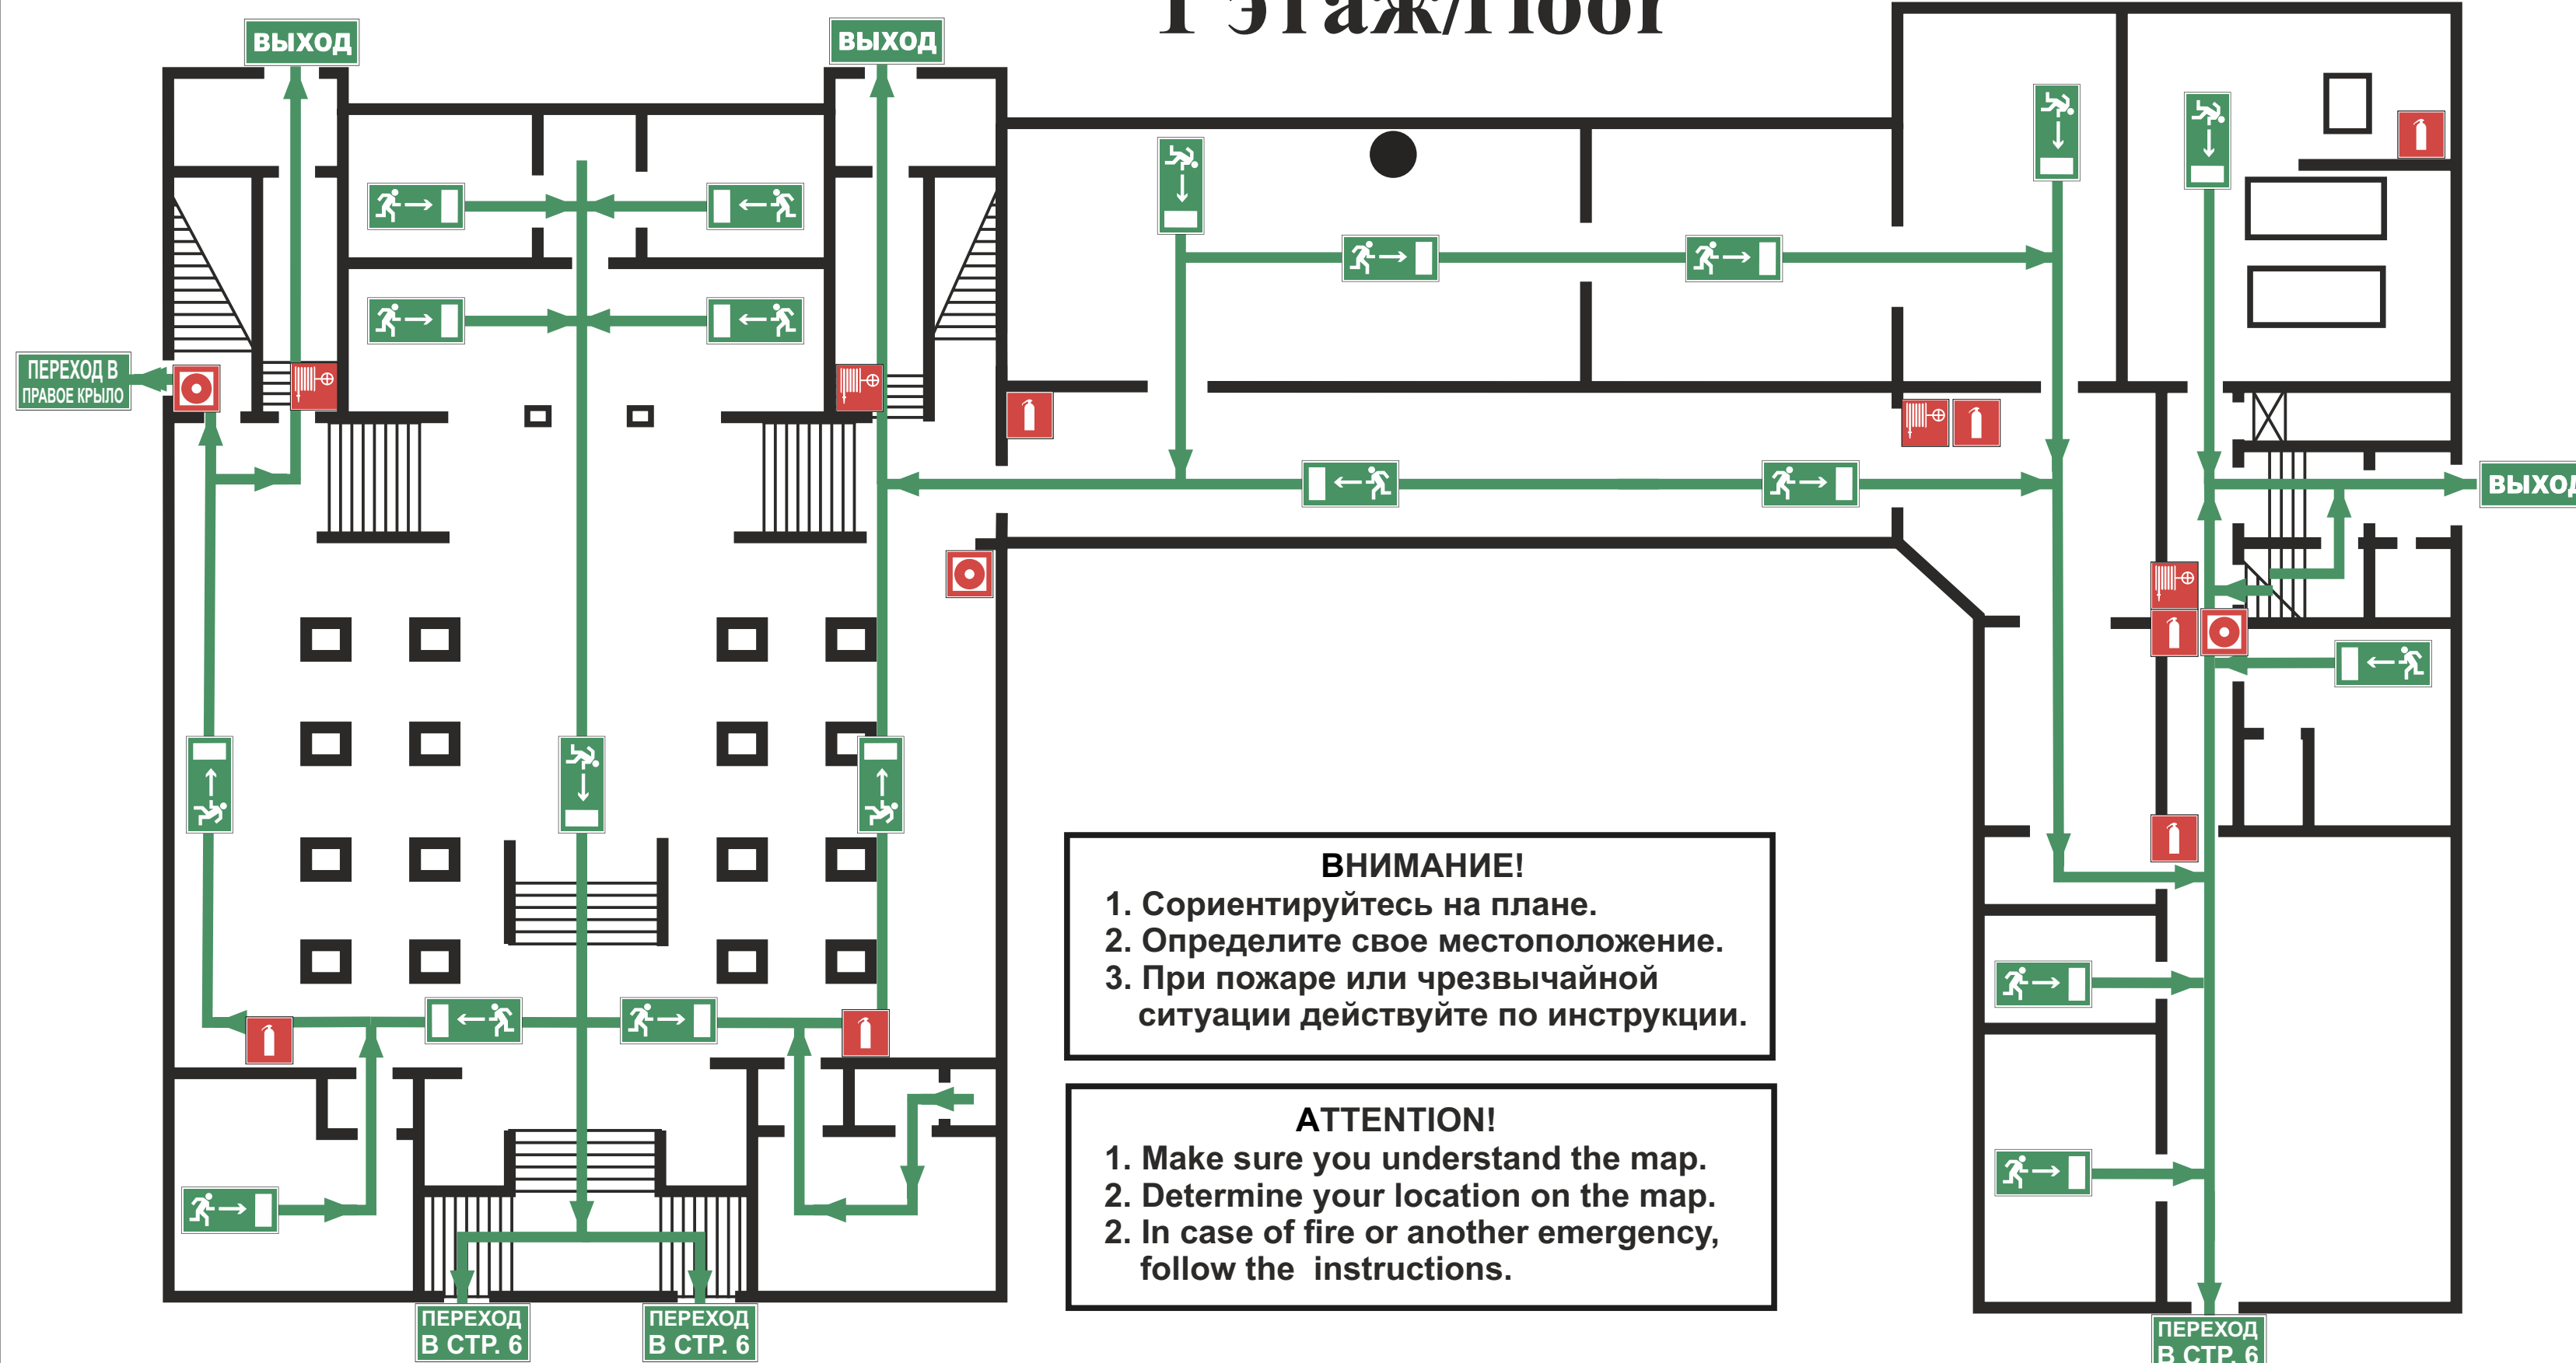 1 этаж/Floor
ВЫХОД
ВЫХОД
ПЕРЕХОД В
ПРАВОЕ КРЫЛО
ВЫХОД
ВНИМАНИЕ!
1. Сориентируйтесь на плане.
2. Определите свое местоположение.
3. При пожаре или чрезвычайной
ситуации действуйте по инструкции.
ATTENTION!
1. Make sure you understand the map.
2. Determine your location on the map.
2. In case of fire or another emergency,
follow the instructions.
ПЕРЕХОД
В СТР. 6
ПЕРЕХОД
В СТР. 6
ПЕРЕХОД
В СТР. 6